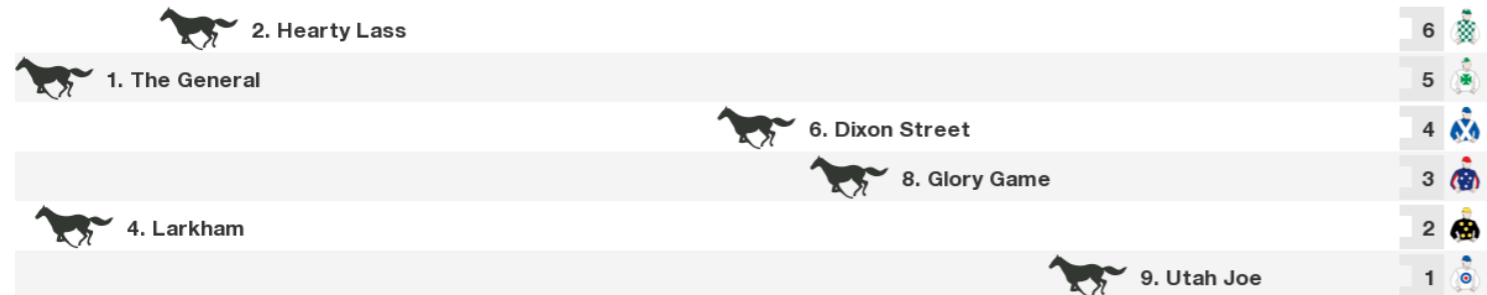 2. Hearty Lass 6
1. The General 5
6. Dixon Street 4
8. Glory Game 3
4. Larkham 2
9. Utah Joe 1